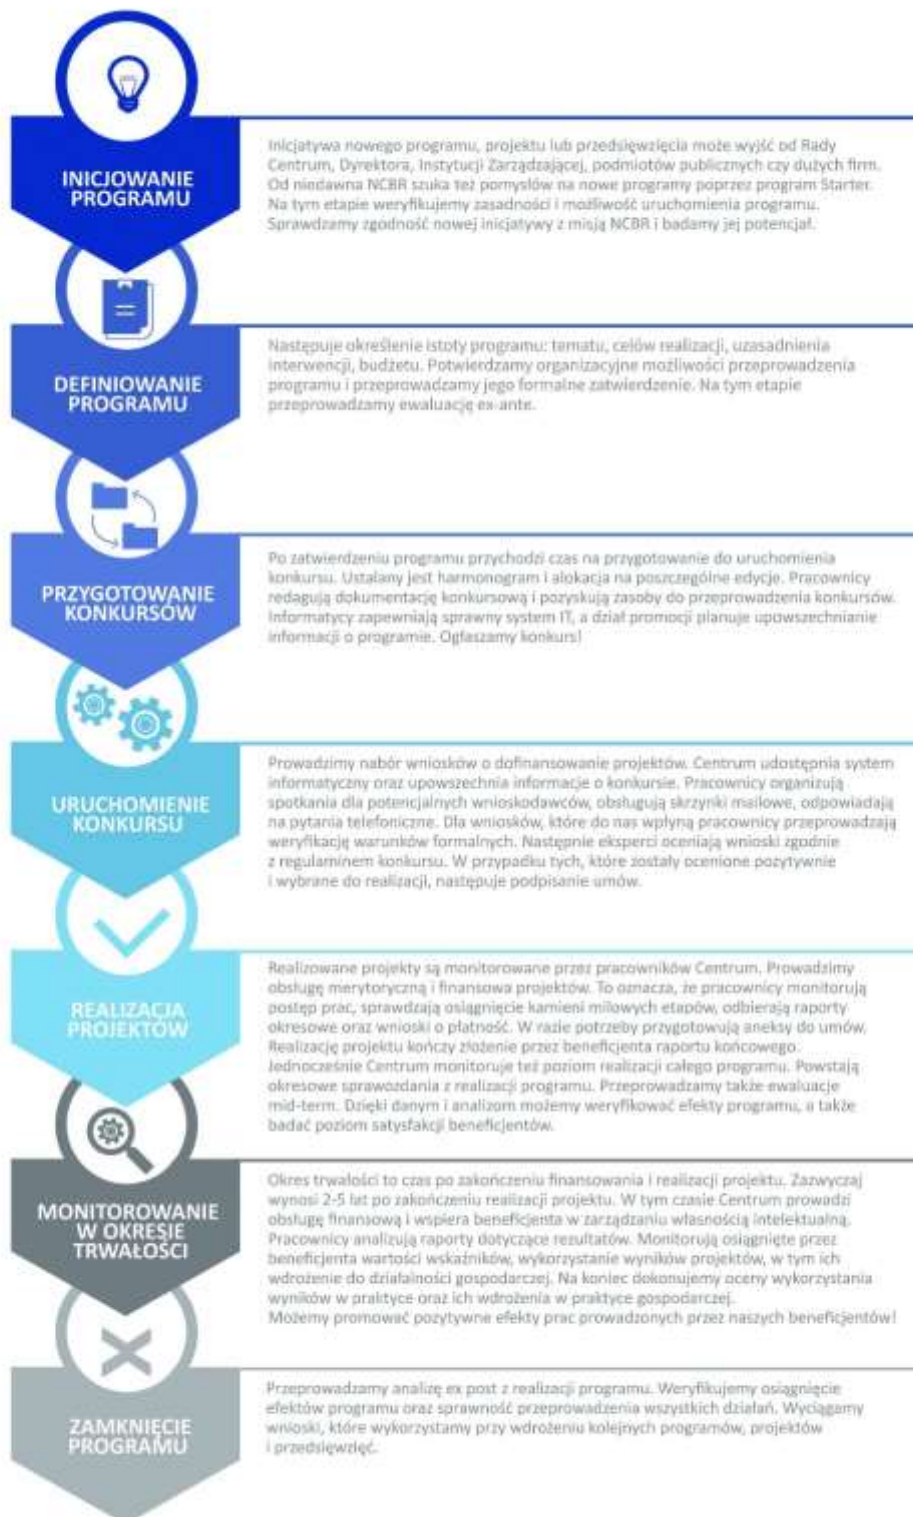 INICJOWANIE
PROGRAMU
Inicjatywa nowego programu, projektu lub przedsięwzięcia może wyjść od Rady
Centrum, Dyrektora, Instytucji Zarządzającej, podmiotów publicznych czy dużych firm.
Od niedawna NCBR szuka też pomysłów na nowe programy poprzez program Starter.
Na tym etapie weryfikujemy zasadności i możliwość uruchomienia programu.
Sprawdzamy zgodność nowej inicjatywy z misją NCBR i badamy jej potencjał.
DEFINIOWANIE
PROGRAMU
Następuje określenie istoty programu: tematu, celów realizacji, uzasadnienia
interwencji, budżetu. Potwierdzamy organizacyjne możliwości przeprowadzenia
programu i przeprowadzamy jego formalne zatwierdzenie. Na tym etapie
przeprowadzamy ewaluację ex-ante.
PRZYGOTOWANIE
KONKURSÓW
Po zatwierdzeniu programu przychodzi czas na przygotowanie do uruchomienia
konkursu. Ustalany jest harmonogram i alokacja na poszczególne edycje. Pracownicy
redagują dokumentację konkursową i pozyskują zasoby do przeprowadzenia konkursów.
Informatycy zapewniają sprawny system IT, a dział promocji planuje upowszechnianie
informacji o programie. Ogłaszamy konkurs!
URUCHOMIENIE
KONKURSU
Prowadzimy nabór wniosków o dofinansowanie projektów. Centrum udostępnia system
informatyczny oraz upowszechnia informacje o konkursie. Pracownicy organizują
spotkania dla potencjalnych wnioskodawców, obsługują skrzynki mailowe, odpowiadają
na pytania telefoniczne. Dla wniosków, które do nas wpłyną pracownicy przeprowadzają
weryfikację warunków formalnych. Następnie eksperci oceniają wnioski zgodnie
z regulaminem konkursu. W przypadku tych, które zostały ocenione pozytywnie
i wybrane do realizacji, następuje podpisanie umów.
REALIZACJA
PROJEKTÓW
Realizowane projekty są monitorowane przez pracowników Centrum. Prowadzimy
obsługę merytoryczną i finansowa projektów. To oznacza, że pracownicy monitorują
postęp prac, sprawdzają osiągnięcie kamieni milowych etapów, odbierają raporty
okresowe oraz wnioski o płatność. W razie potrzeby przygotowują aneksy do umów.
Realizację projektu kończy złożenie przez beneficjenta raportu końcowego.
Jednocześnie Centrum monitoruje też poziom realizacji całego programu. Powstają
okresowe sprawozdania z realizacji programu. Przeprowadzamy także ewaluacje
mid-term. Dzięki danym i analizom możemy weryfikować efekty programu, a także
badać poziom satysfakcji beneficjentów.
MONITOROWANIE
W OKRESIE
TRWAŁOŚCI
Okres trwałości to czas po zakończeniu finansowania i realizacji projektu. Zazwyczaj
wynosi 2-5 lat po zakończeniu realizacji projektu. W tym czasie Centrum prowadzi
obsługę finansową i wspiera beneficjenta w zarządzaniu własnością intelektualną.
Pracownicy analizują raporty dotyczące rezultatów. Monitorują osiągnięte przez
beneficjenta wartości wskaźników, wykorzystanie wyników projektów, w tym ich
wdrożenie do działalności gospodarczej. Na koniec dokonujemy oceny wykorzystania
wyników w praktyce oraz ich wdrożenia w praktyce gospodarczej.
Możemy promować pozytywne efekty prac prowadzonych przez naszych beneficjentów!
ZAMKNIĘCIE
PROGRAMU
Przeprowadzamy analizę ex post z realizacji programu. Weryfikujemy osiągnięcie
efektów programu oraz sprawność przeprowadzenia wszystkich działań. Wyciągamy
wnioski, które wykorzystamy przy wdrożeniu kolejnych programów, projektów
i przedsięwzięć.